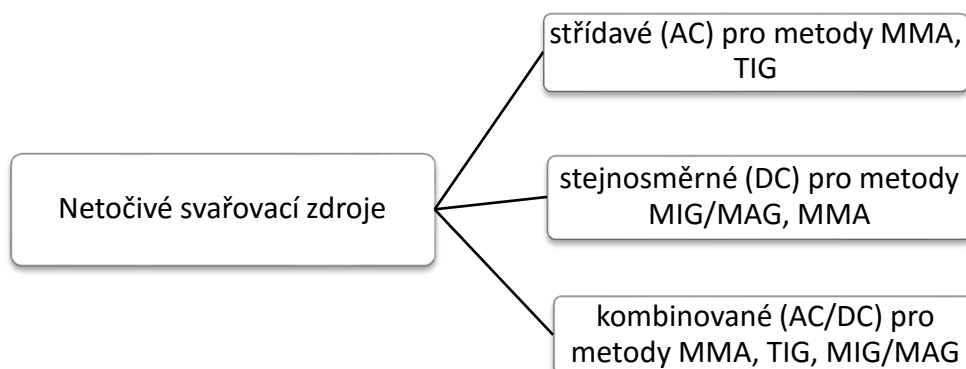 střídavé (AC) pro metody MMA,
TIG
Netočivé svařovací zdroje
stejnosměrné (DC) pro metody
MIG/MAG, MMA
kombinované (AC/DC) pro
metody MMA, TIG, MIG/MAG